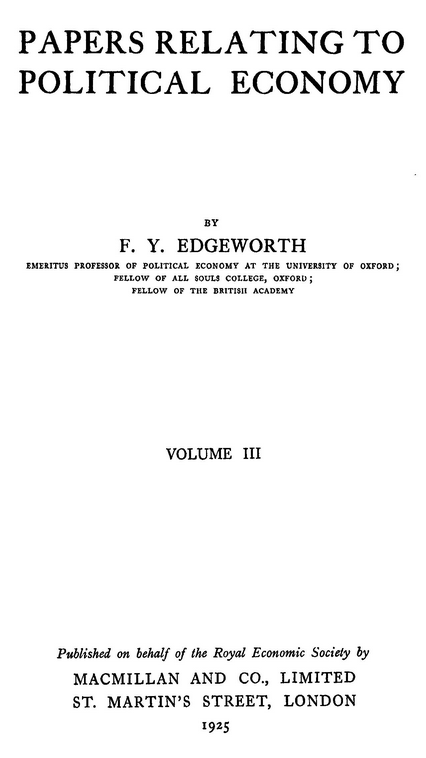 PAPERS RELATING TO
POLITICAL ECONOMY
BY
F. Y. EDGEWORTH
EMERITUS PROFESSOR OF POLITICAL ECONOMY AT THE UNIVERSITY OF OXFORD;
FELLOW OF ALL SOULS COLLEGE, OXFORD;
FELLOW OF THE BRITISH ACADEMY
VOLUME III
Published on behalf of the Royal Economic Society by
MACMILLAN AND CO., LIMITED
ST. MARTIN'S STREET, LONDON
1925